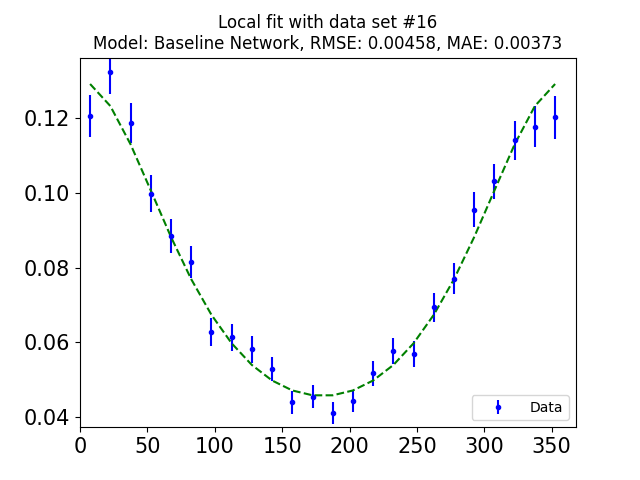 Local fit with data set #16
Model: Baseline Network, RMSE: 0.00458, MAE: 0.00373
0.12
0.10
0.08
0.06
0.04
0 50 100 150 200 250 300 350
Data